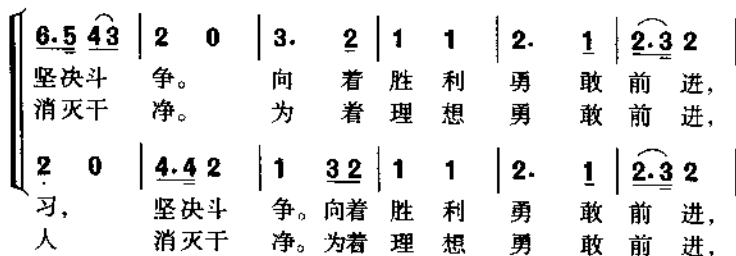 6.5 43 | 2 0 | 3. 2 | 1 1 | 2. 1 | 2.3 2 |
坚决斗 争。 向 着 胜 利 勇 敢 前 进，
消灭干 净。 为 着 理 想 勇 敢 前 进，
2 0 | 4.4 2 | 1 32 | 1 1 | 2. 1 | 2.3 2 |
习， 坚决斗 争。向着 胜 利 勇 敢 前 进，
人 消灭干 净。为着 理 想 勇 敢 前 进，